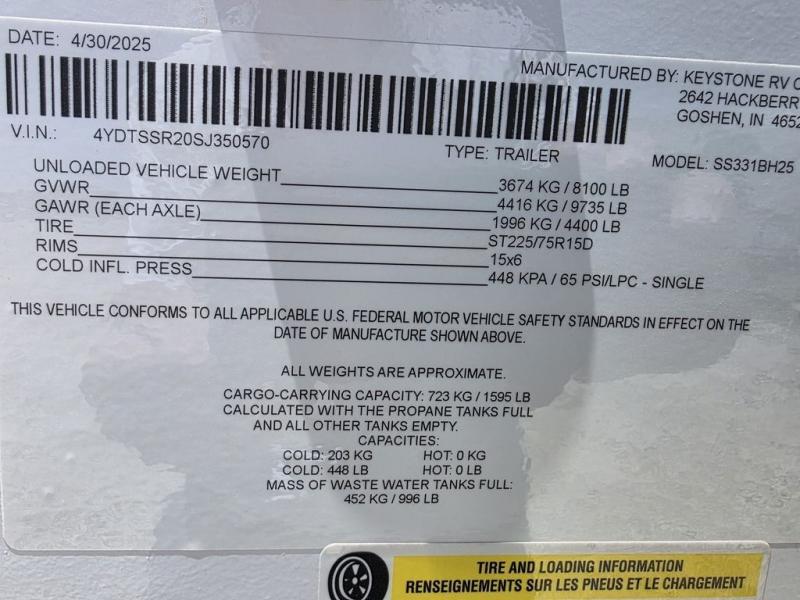 DATE: 4/30/2025
MANUFACTURED BY: KEYSTONE RV
2642 HACKBERR
GOSHEN, IN 4652
V.I.N.: 4YDTSSR20SJ350570
TYPE: TRAILER
MODEL: SS331BH25
UNLOADED VEHICLE WEIGHT 3674 KG / 8100 LB
GVWR 4416 KG / 9735 LB
GAWR (EACH AXLE) 1996 KG / 4400 LB
TIRE ST225/75R15D
RIMS 15x6
COLD INFL. PRESS 448 KPA / 65 PSI/LPC - SINGLE
THIS VEHICLE CONFORMS TO ALL APPLICABLE U.S. FEDERAL MOTOR VEHICLE SAFETY STANDARDS IN EFFECT ON THE
DATE OF MANUFACTURE SHOWN ABOVE.
ALL WEIGHTS ARE APPROXIMATE.
CARGO-CARRYING CAPACITY: 723 KG / 1595 LB
CALCULATED WITH THE PROPANE TANKS FULL
AND ALL OTHER TANKS EMPTY.
CAPACITIES:
COLD: 203 KG HOT: 0 KG
COLD: 448 LB HOT: 0 LB
MASS OF WASTE WATER TANKS FULL:
452 KG / 996 LB
TIRE AND LOADING INFORMATION
RENSEIGNEMENTS SUR LES PNEUS ET LE CHARGEMENT